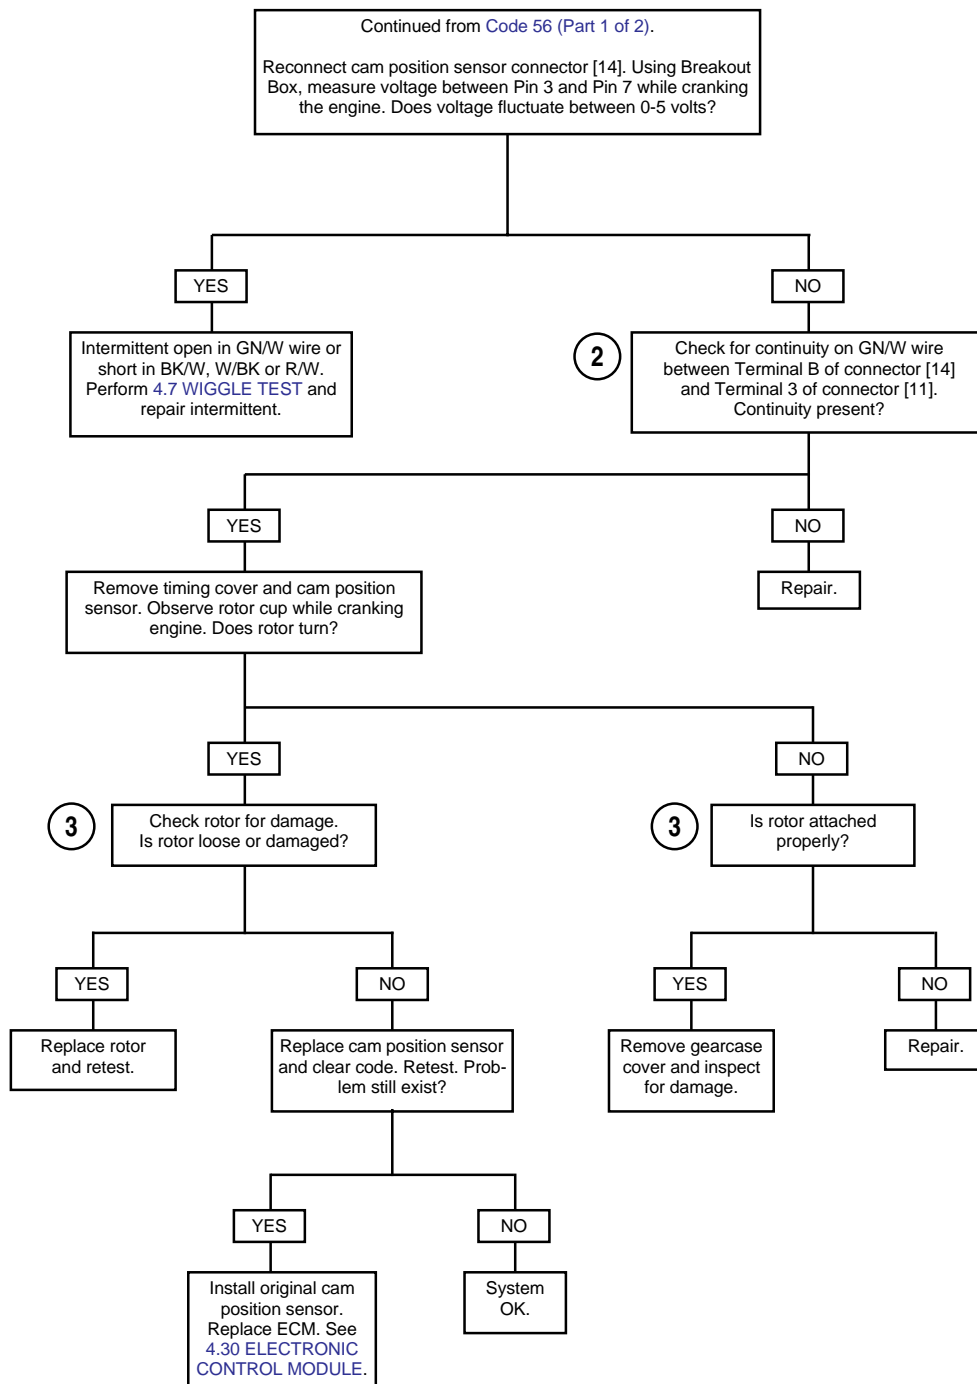 Continued from Code 56 (Part 1 of 2).
Reconnect cam position sensor connector [14]. Using Breakout
Box, measure voltage between Pin 3 and Pin 7 while cranking
the engine. Does voltage fluctuate between 0-5 volts?
YES
NO
Intermittent open in GN/W wire or
short in BK/W, W/BK or R/W.
Perform 4.7 WIGGLE TEST and
repair intermittent.
2
Check for continuity on GN/W wire
between Terminal B of connector [14]
and Terminal 3 of connector [11].
Continuity present?
YES
NO
Remove timing cover and cam position
sensor. Observe rotor cup while cranking
engine. Does rotor turn?
Repair.
YES
NO
3
Check rotor for damage.
Is rotor loose or damaged?
3
Is rotor attached
properly?
YES
NO
YES
NO
Replace rotor
and retest.
Replace cam position sensor
and clear code. Retest. Prob-
lem still exist?
Remove gearcase
cover and inspect
for damage.
Repair.
YES
NO
Install original cam
position sensor.
Replace ECM. See
4.30 ELECTRONIC
CONTROL MODULE.
System
OK.